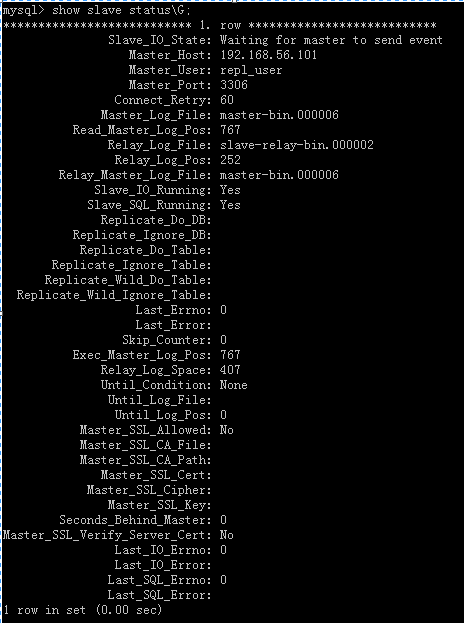 mysql> show slave status\G;
*************************** 1. row ***************************
Slave_IO_State: Waiting for master to send event
Master_Host: 192.168.56.101
Master_User: repl_user
Master_Port: 3306
Connect_Retry: 60
Master_Log_File: master-bin.000006
Read_Master_Log_Pos: 767
Relay_Log_File: slave-relay-bin.000002
Relay_Log_Pos: 252
Relay_Master_Log_File: master-bin.000006
Slave_IO_Running: Yes
Slave_SQL_Running: Yes
Replicate_Do_DB:
Replicate_Ignore_DB:
Replicate_Do_Table:
Replicate_Ignore_Table:
Replicate_Wild_Do_Table:
Replicate_Wild_Ignore_Table:
Last_Errno: 0
Last_Error:
Skip_Counter: 0
Exec_Master_Log_Pos: 767
Relay_Log_Space: 407
Until_Condition: None
Until_Log_File:
Until_Log_Pos: 0
Master_SSL_Allowed: No
Master_SSL_CA_File:
Master_SSL_CA_Path:
Master_SSL_Cert:
Master_SSL_Cipher:
Master_SSL_Key:
Seconds_Behind_Master: 0
Master_SSL_Verify_Server_Cert: No
Last_IO_Errno: 0
Last_IO_Error:
Last_SQL_Errno: 0
Last_SQL_Error:
1 row in set (0.00 sec)